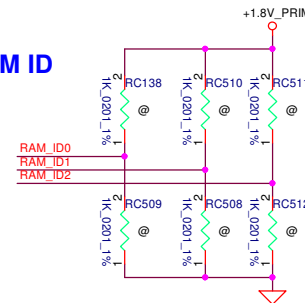 +1.8V_PRIM
M ID
2
RC138
1K_0201_1%
@
1
2
RC510
1K_0201_1%
@
1
2
RC511
1K_0201_1%
@
1
RAM_ID0
RAM_ID1
RAM_ID2
2
RC509
1K_0201_1%
@
1
2
RC508
1K_0201_1%
@
1
2
RC512
1K_0201_1%
@
1